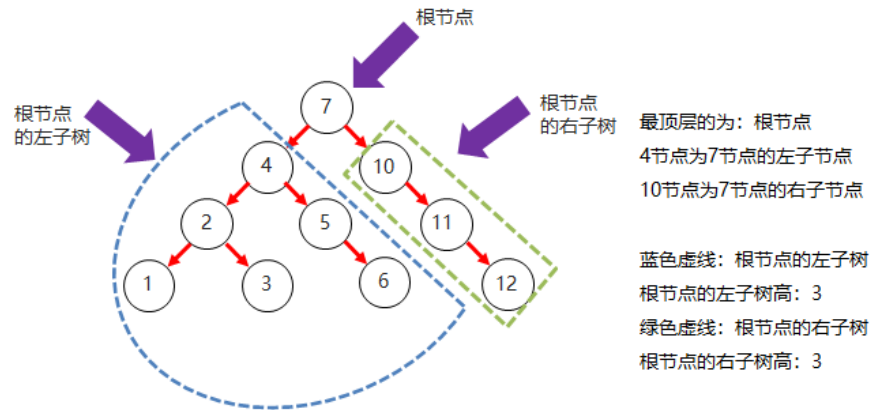 根节点
根节点
的左子树
根节点
的右子树
7
4
10
2
5
11
1
3
6
12
最顶层的为：根节点
4节点为7节点的左子节点
10节点为7节点的右子节点
蓝色虚线：根节点的左子树
根节点的左子树高：3
绿色虚线：根节点的右子树
根节点的右子树高：3